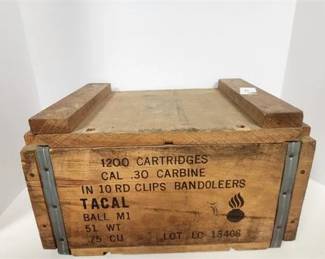 1200 CARTRIDGES
CAL .30 CARBINE
IN 10 RD CLIPS BANDOLEERS
TACAL
BALL M1
51 WT
.75 CU LOT LC 13406